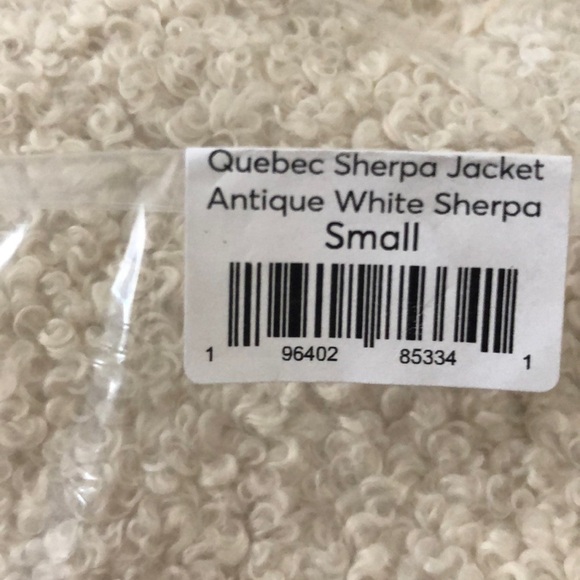 Quebec Sherpa Jacket
Antique White Sherpa
Small
1 96402 85334 1